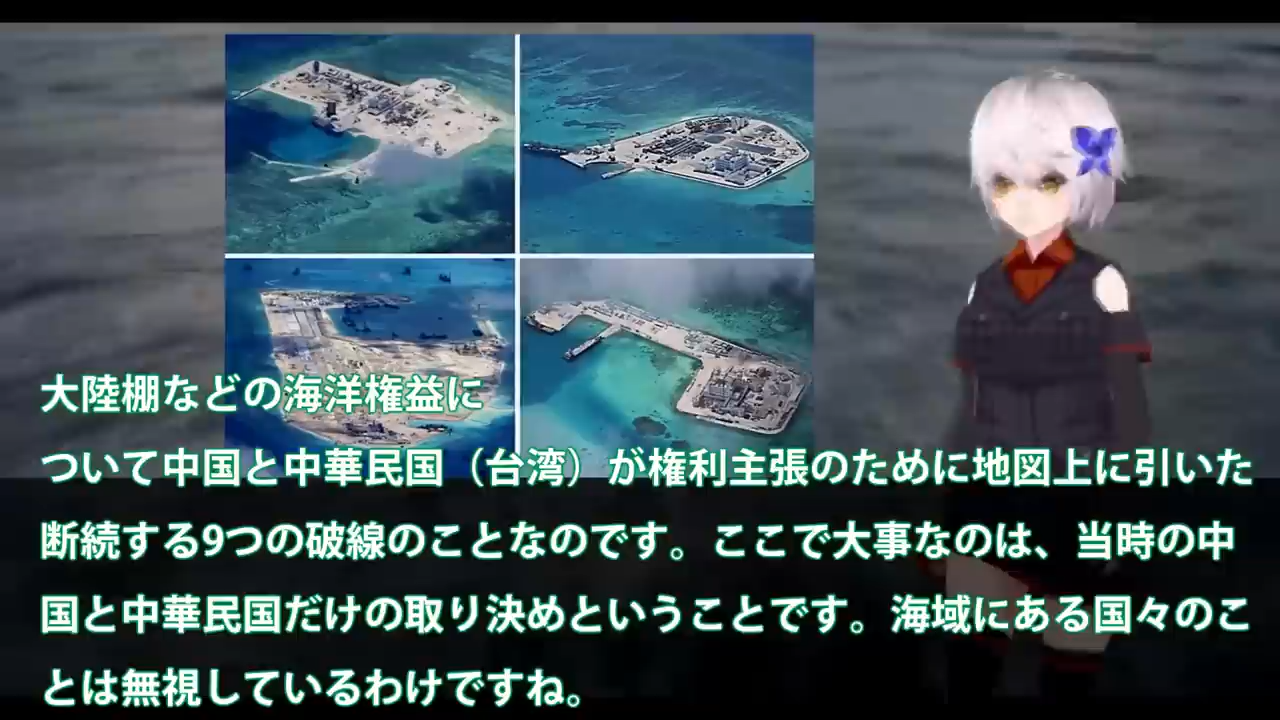 大陸棚などの海洋権益に
ついて中国と中華民国（台湾）が権利主張のために地図上に引いた
断続する9つの破線のことなのです。ここで大事なのは、当時の中
国と中華民国だけの取り決めということです。海域にある国々のこ
とは無視しているわけですね。